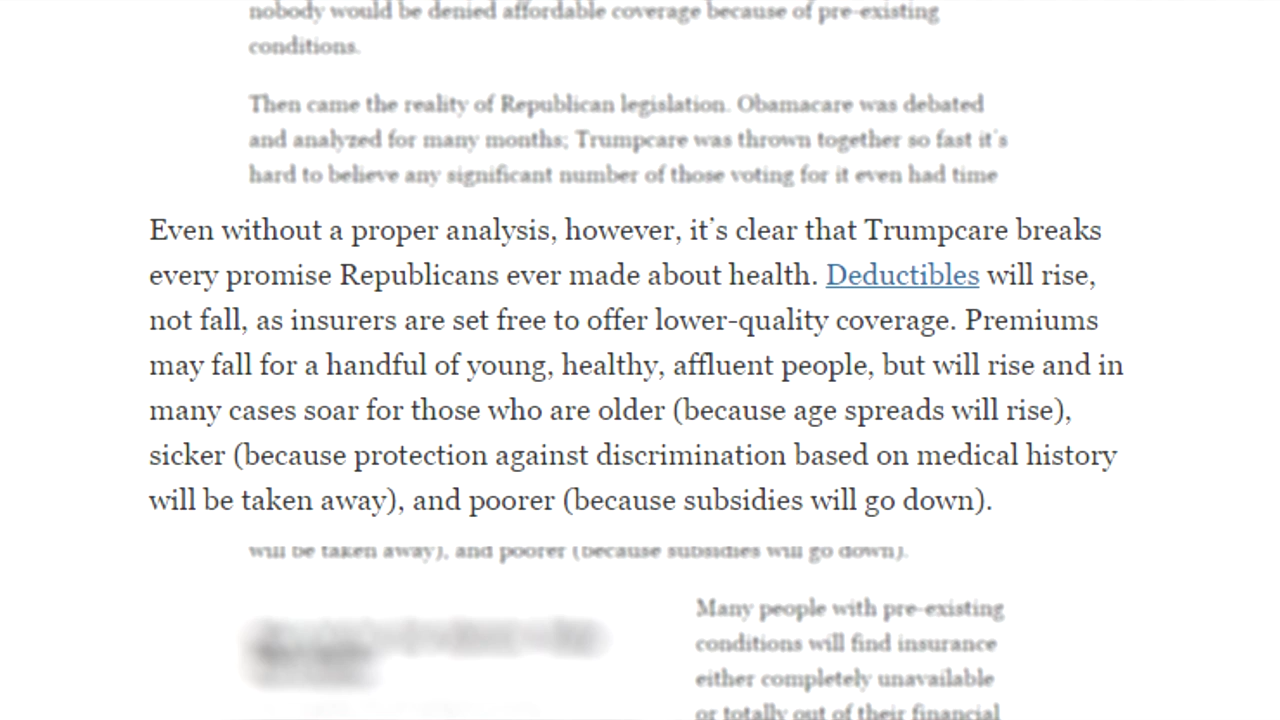 nobody would be denied affordable coverage because of pre-existing
conditions.
Then came the reality of Republican legislation. Obamacare was debated
and analyzed for many months; Trumpcare was thrown together so fast it's
hard to believe any significant number of those voting for it even had time
Even without a proper analysis, however, it's clear that Trumpcare breaks
every promise Republicans ever made about health. Deductibles will rise,
not fall, as insurers are set free to offer lower-quality coverage. Premiums
may fall for a handful of young, healthy, affluent people, but will rise and in
many cases soar for those who are older (because age spreads will rise),
sicker (because protection against discrimination based on medical history
will be taken away), and poorer (because subsidies will go down).
will be taken away), and poorer (because subsidies will go down).
Many people with pre-existing
conditions will find insurance
either completely unavailable
or totally out of their financial